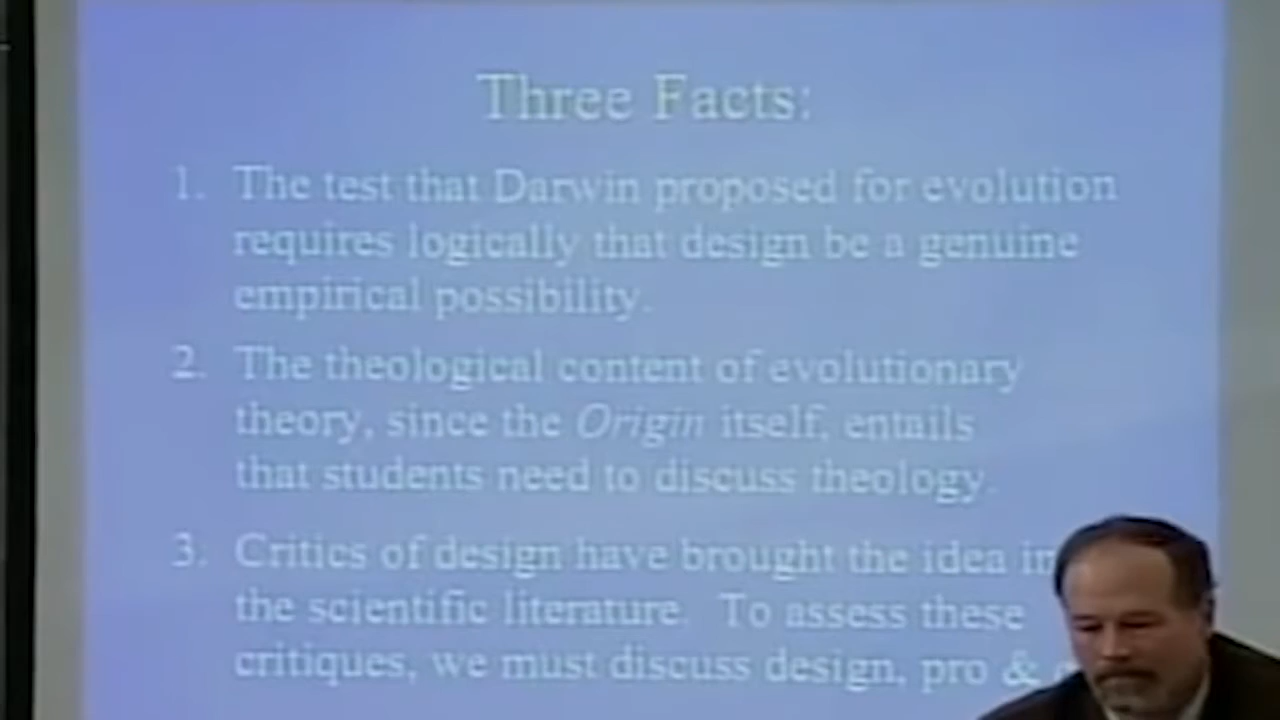 Three Facts:
1. The test that Darwin proposed for evolution
requires logically that design be a genuine
empirical possibility.
2. The theological content of evolutionary
theory, since the Origin itself, entails
that students need to discuss theology.
3. Critics of design have brought the idea in
the scientific literature. To assess these
critiques, we must discuss design, pro &